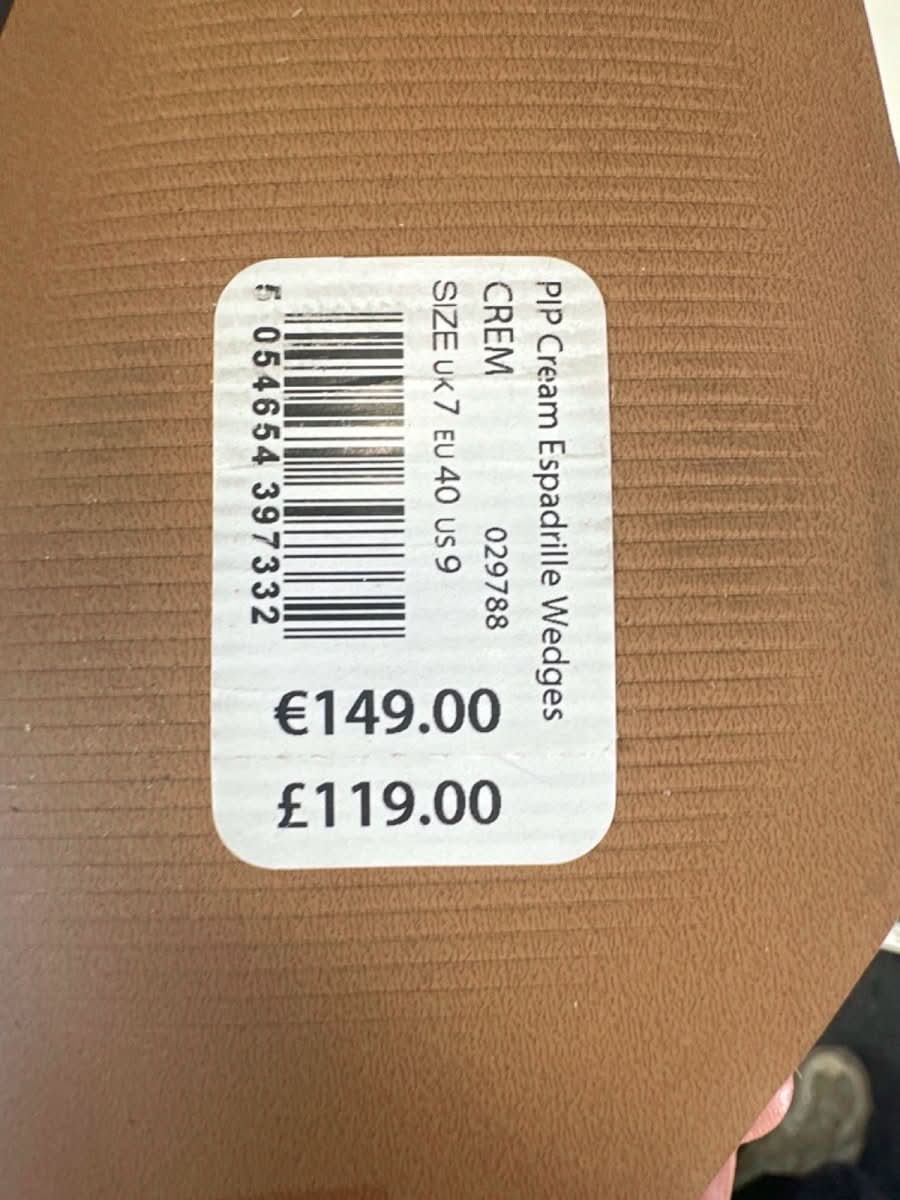 PIP Cream Espadrille Wedges
CREM 029788
SIZE UK 7 EU 40 US 9
5 054654 397332
€149.00
£119.00